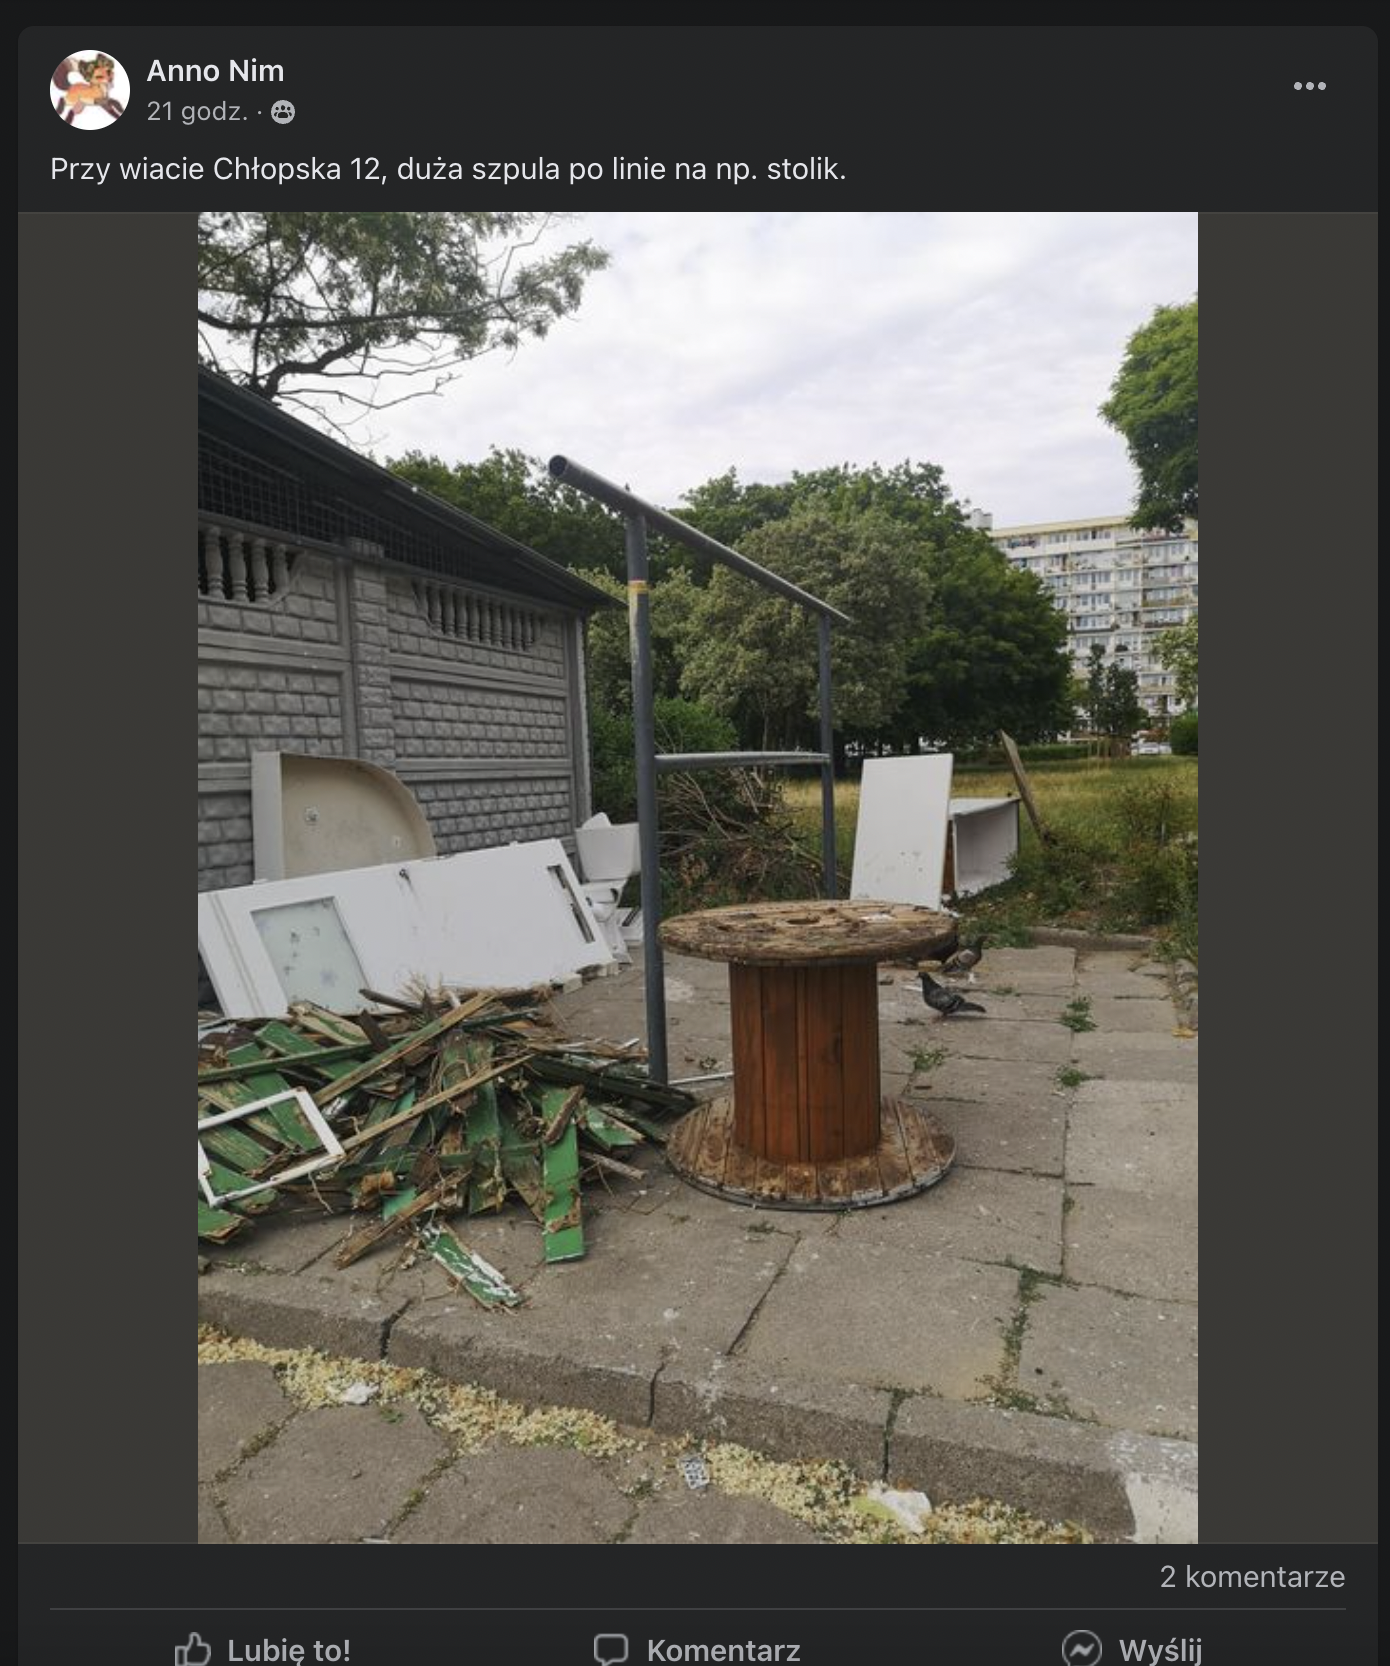 Anno Nim
21 godz. ·
Przy wiacie Chłopska 12, duża szpula po linie na np. stolik.
2 komentarze
Lubię to!
Komentarz
Wyślij